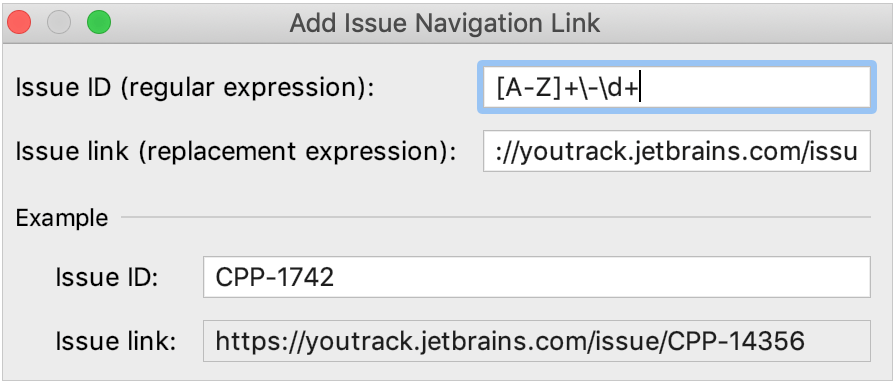 Add Issue Navigation Link
Issue ID (regular expression): [A-Z]+\-\d+
Issue link (replacement expression): ://youtrack.jetbrains.com/issu
Example
Issue ID: CPP-1742
Issue link: https://youtrack.jetbrains.com/issue/CPP-14356